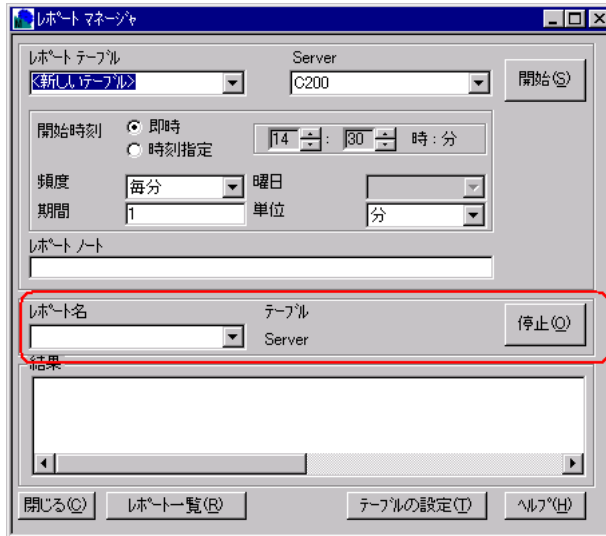 ﾚﾎﾟｰﾄ ﾏﾈｰｼﾞｬ
ﾚﾎﾟｰﾄ ﾃｰﾌﾞﾙ Server
<新しいﾃｰﾌﾞﾙ> C200 開始(S)
開始時刻 即時 14 : 30 時 : 分
時刻指定
頻度 毎分 曜日
期間 1 単位 分
ﾚﾎﾟｰﾄ ﾉｰﾄ
ﾚﾎﾟｰﾄ名 ﾃｰﾌﾞﾙ 停止(O)
Server
結果
閉じる(C) ﾚﾎﾟｰﾄ一覧(R) ﾃｰﾌﾞﾙの設定(T) ﾍﾙﾌﾟ(H)